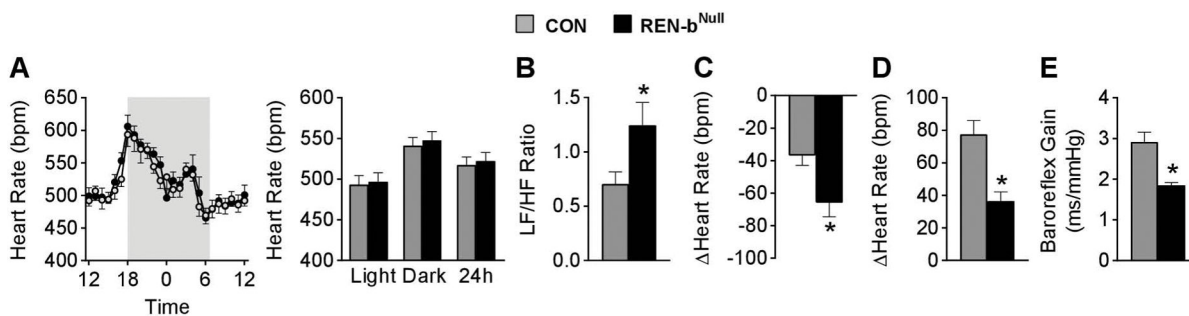 CON REN-b^Null
A
Heart Rate (bpm)
650
600
550
500
450
400
12 18 0 6 12
Time
Heart Rate (bpm)
600
550
500
450
400
Light Dark 24h
B
LF/HF Ratio
1.5
1.0
0.5
0.0
*
C
ΔHeart Rate (bpm)
0
-20
-40
-60
-80
-100
*
D
ΔHeart Rate (bpm)
100
80
60
40
20
0
*
E
Baroreflex Gain
(ms/mmHg)
4
3
2
1
0
*